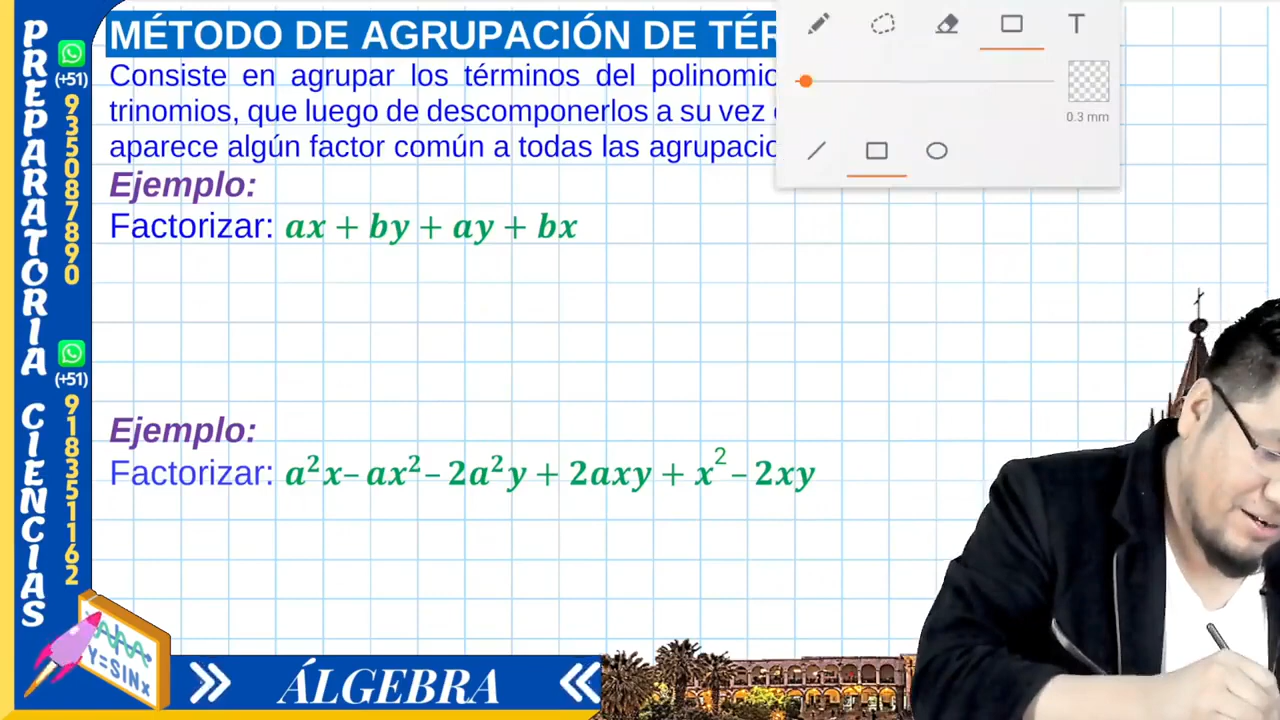 PREPARATORIA CIENCIAS
(+51)
935087890
(+51)
918351162
MÉTODO DE AGRUPACIÓN DE TÉR
Consiste en agrupar los términos del polinomio
trinomios, que luego de descomponerlos a su vez
aparece algún factor común a todas las agrupacio
Ejemplo:
Factorizar: ax + by + ay + bx
Ejemplo:
Factorizar: a²x– ax² – 2a²y + 2axy + x² – 2xy
T
0.3 mm
Y=SINx
ÁLGEBRA